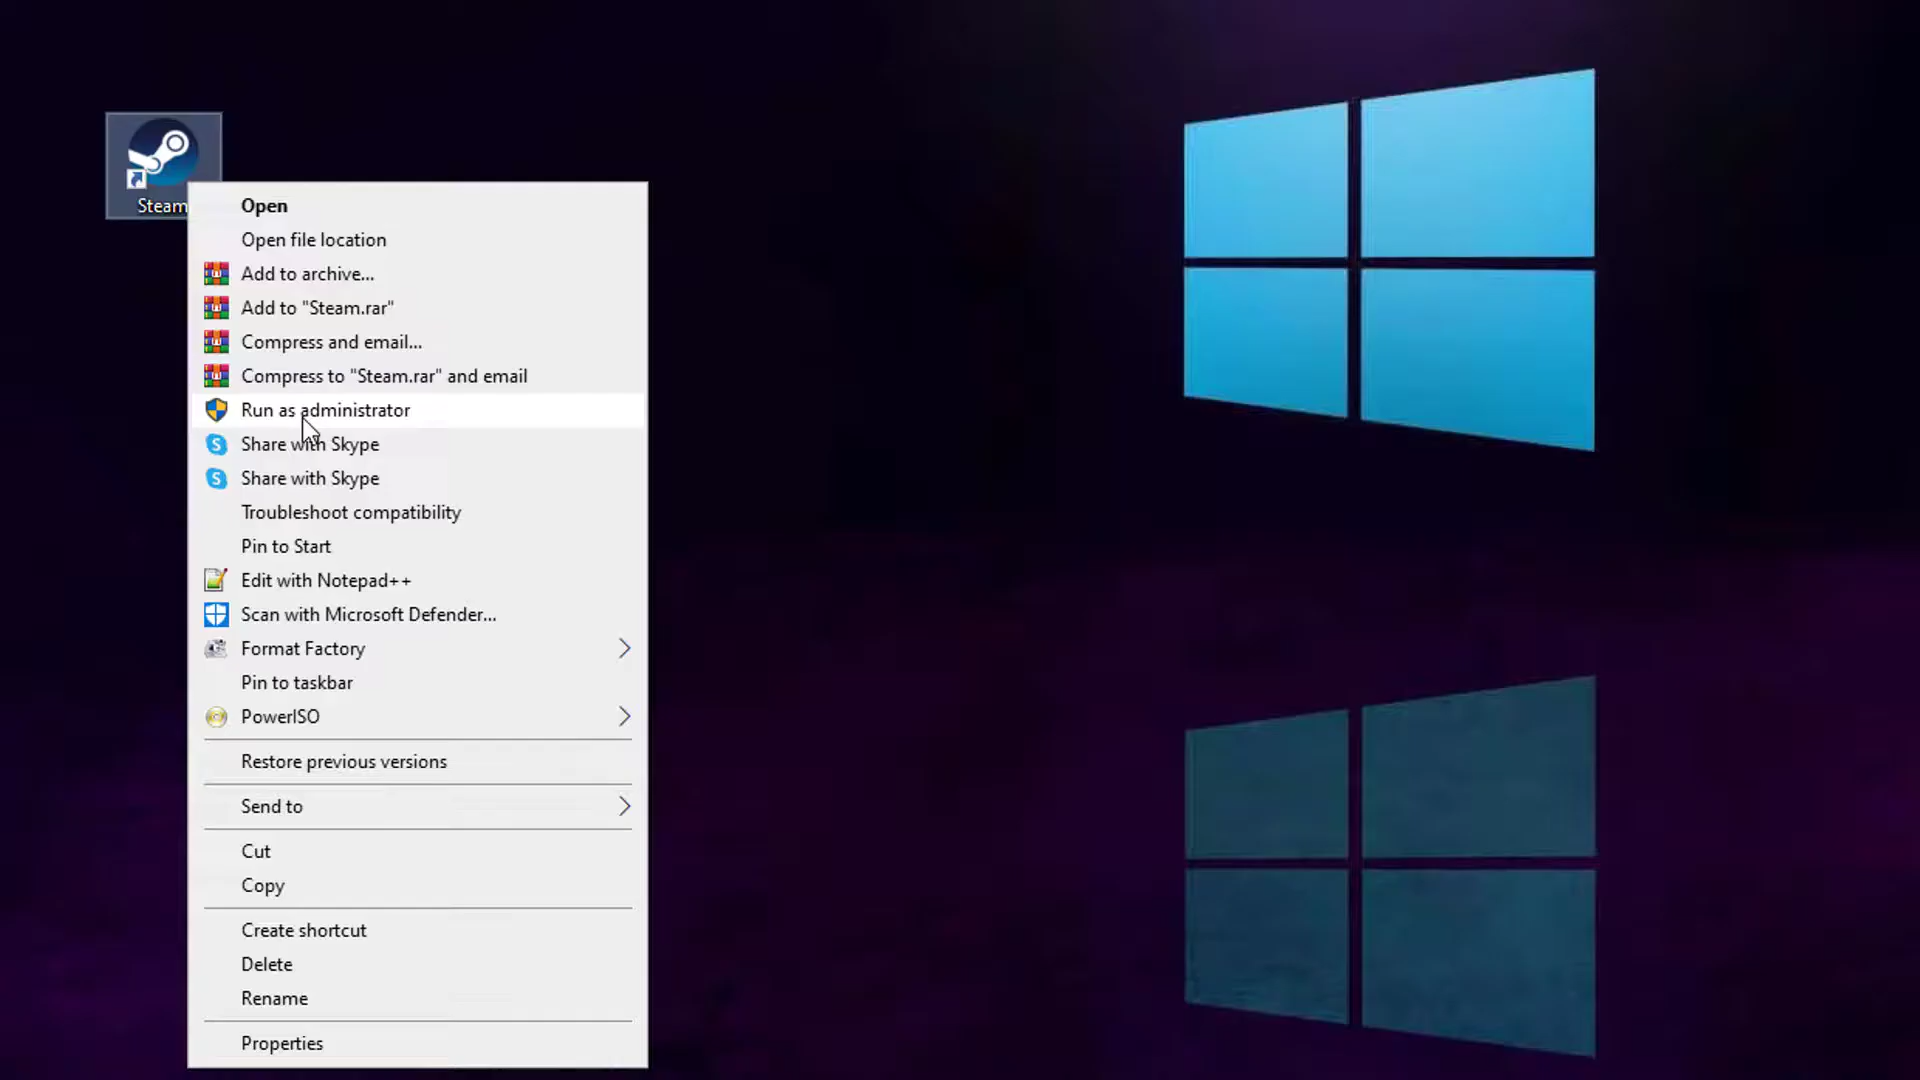 Steam
Open
Open file location
Add to archive...
Add to "Steam.rar"
Compress and email...
Compress to "Steam.rar" and email
Run as administrator
Share with Skype
Share with Skype
Troubleshoot compatibility
Pin to Start
Edit with Notepad++
Scan with Microsoft Defender...
Format Factory
Pin to taskbar
PowerISO
Restore previous versions
Send to
Cut
Copy
Create shortcut
Delete
Rename
Properties